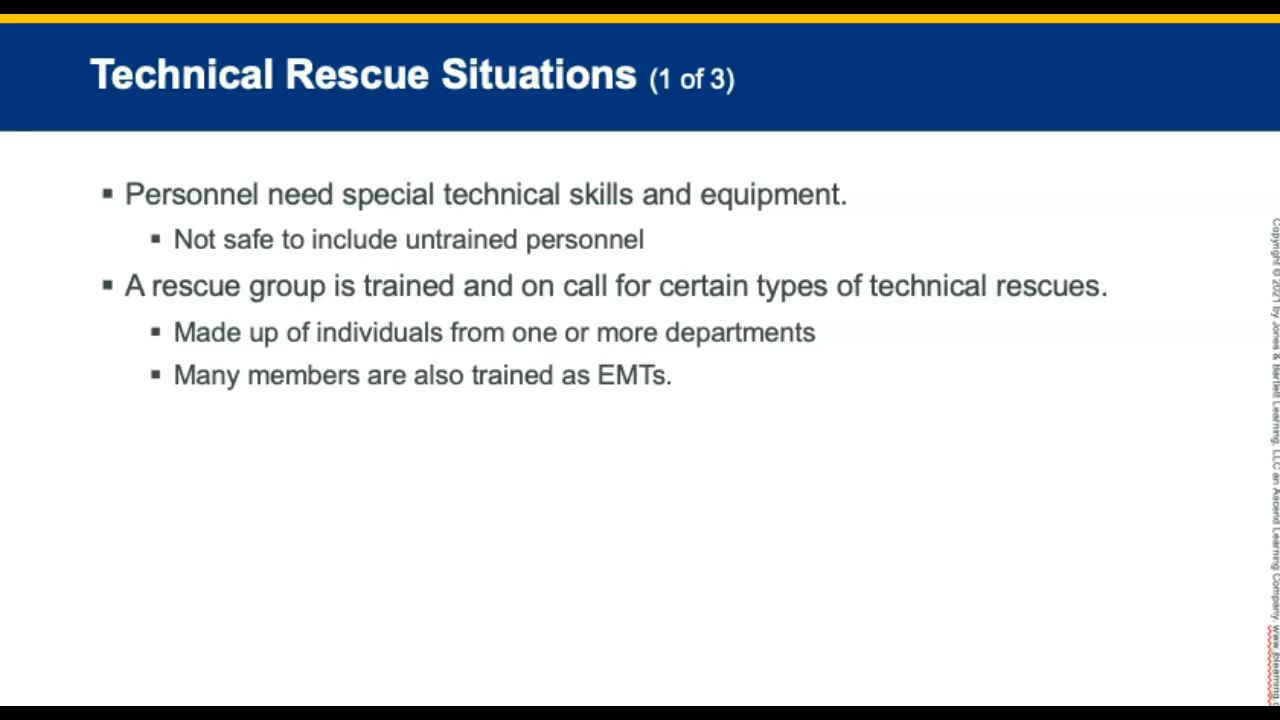 Technical Rescue Situations (1 of 3)
▪ Personnel need special technical skills and equipment.
▪ Not safe to include untrained personnel
▪ A rescue group is trained and on call for certain types of technical rescues.
▪ Made up of individuals from one or more departments
▪ Many members are also trained as EMTs.
Copyright © 2021 by Jones & Bartlett Learning, LLC an Ascend Learning Company. www.jblearning.